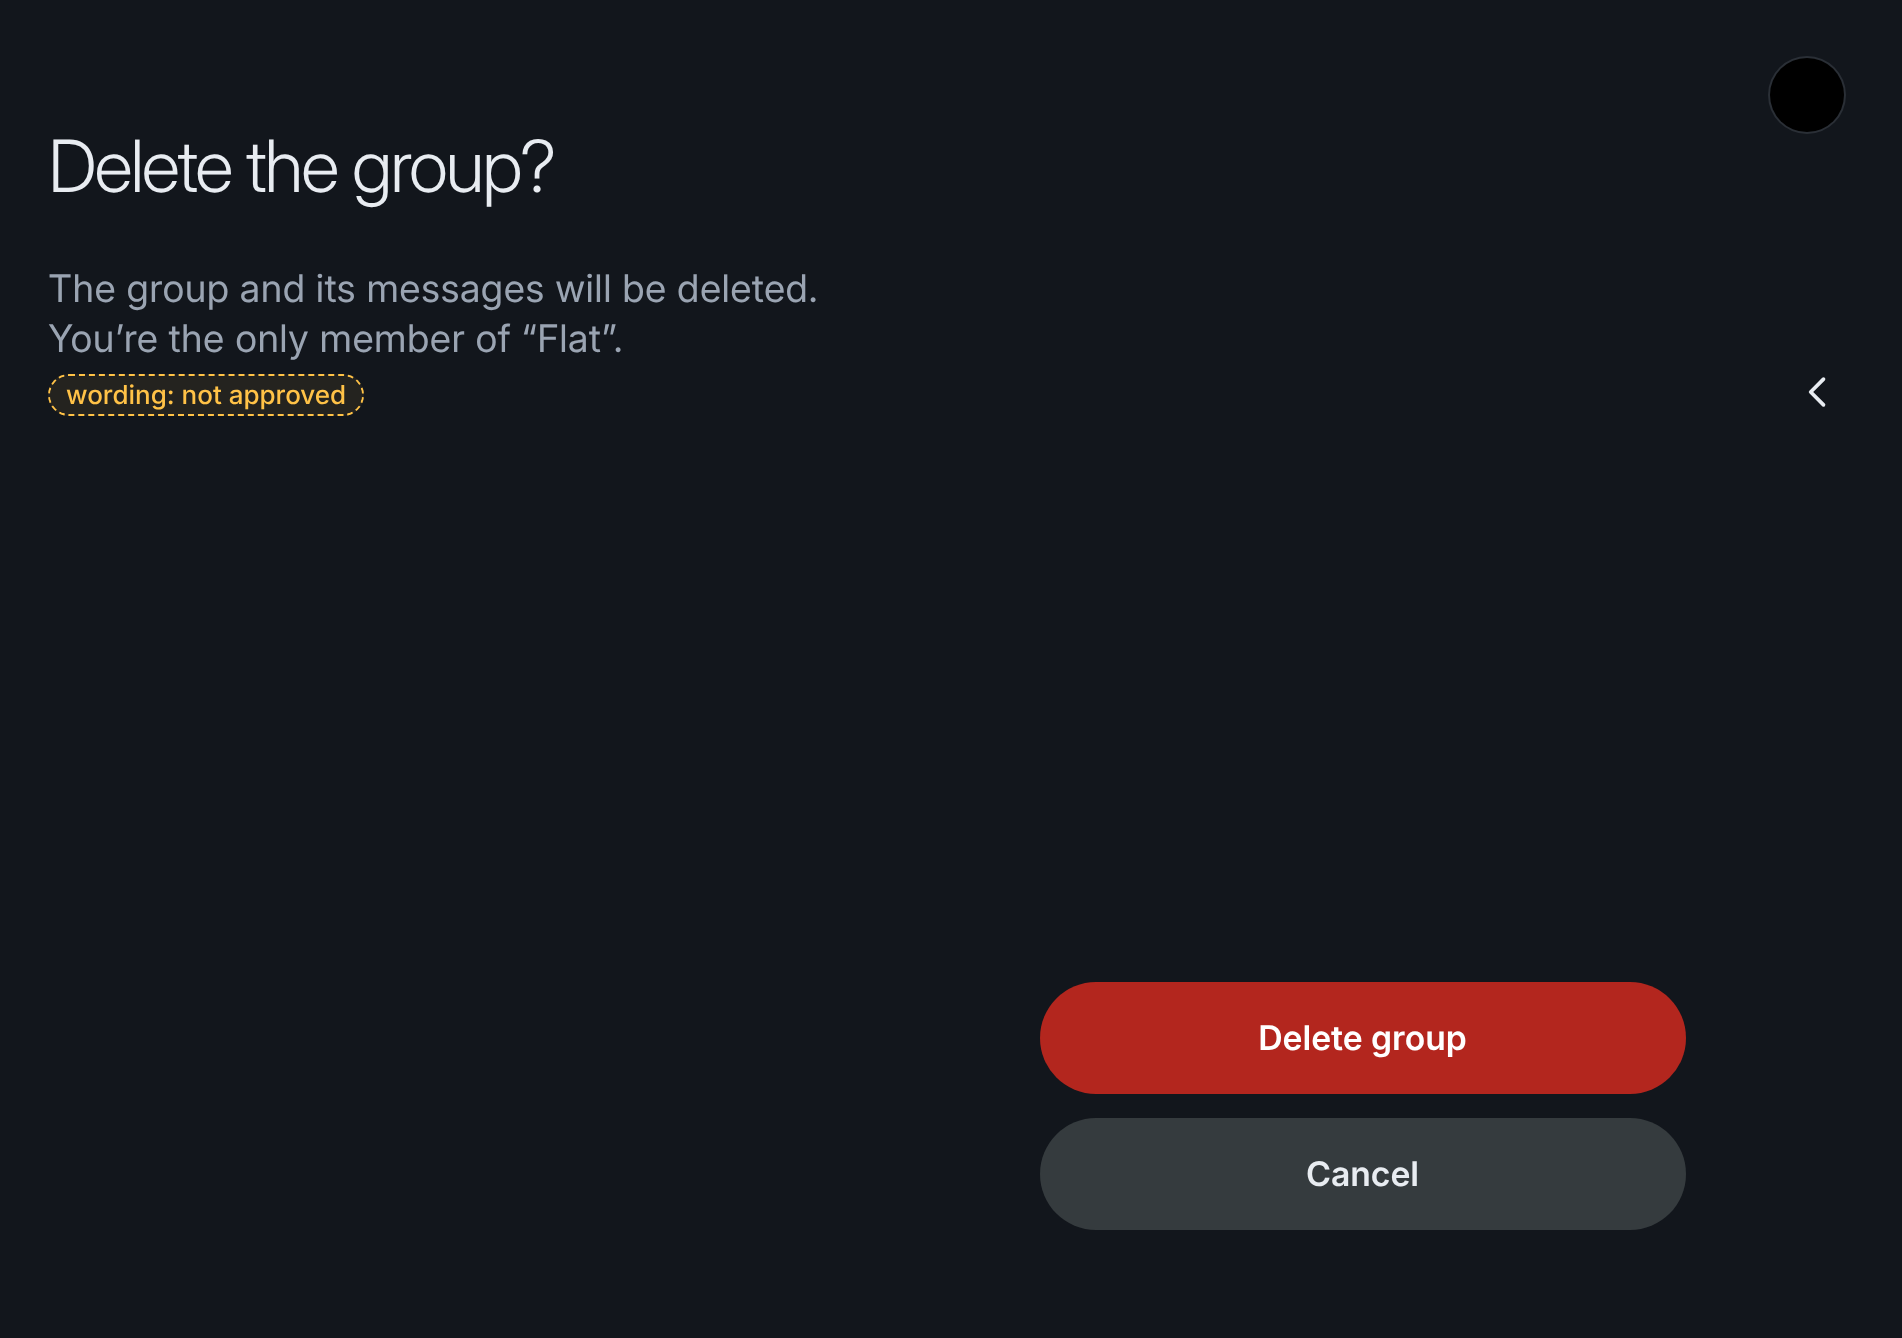 Delete the group?
The group and its messages will be deleted.
You’re the only member of “Flat”.
wording: not approved
Delete group
Cancel